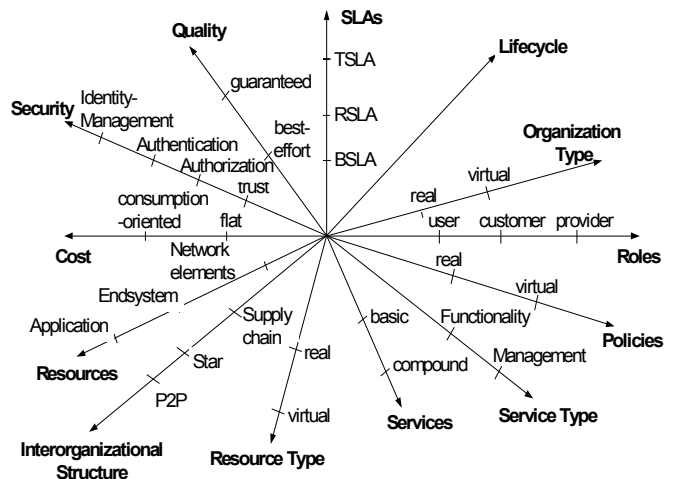 SLAs
Quality
Lifecycle
TSLA
guaranteed
Identity-
Management
Security
RSLA
best-
effort
Organization
Type
Authentication
Authorization
BSLA
virtual
trust
real
consumption
-oriented
flat
user
customer
provider
Cost
Network
elements
real
Roles
Endsystem
virtual
Supply
chain
basic
Functionality
Application
Policies
Star
real
Management
Resources
compound
P2P
virtual
Services
Service Type
Interorganizational
Structure
Resource Type